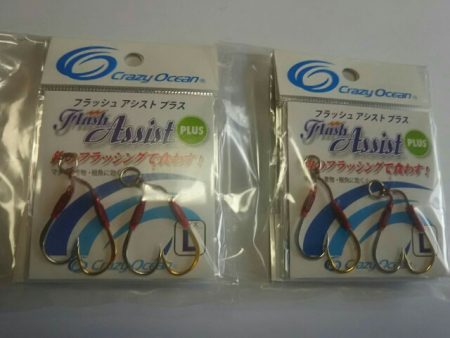 Crazy Ocean®
フラッシュ アシスト プラス
Flash Assist PLUS
フラッシングで食わす！
L
Crazy Ocean
Crazy Ocean®
フラッシュ アシスト プラス
Flash Assist PLUS
フラッシングで食わす！
L
Crazy Ocean